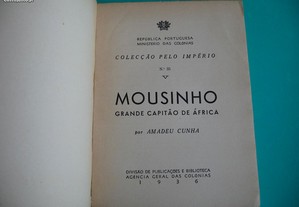 REPÚBLICA PORTUGUESA
MINISTÉRIO DAS COLÓNIAS
COLECÇÃO PELO IMPÉRIO
MOUSINHO
GRANDE CAPITÃO DE ÁFRICA
por AMADEU CUNHA
DIVISÃO DE PUBLICAÇÕES E BIBLIOTECA
AGÊNCIA GERAL DAS COLÓNIAS